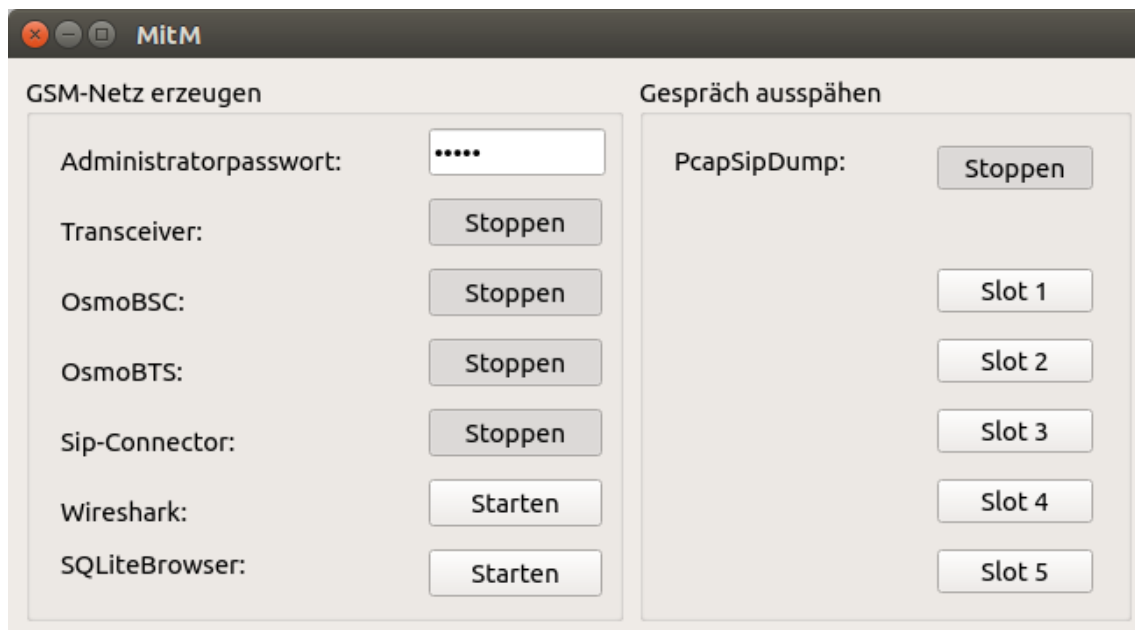 MitM
GSM-Netz erzeugen
Administratorpasswort: •••••
Transceiver: Stoppen
OsmoBSC: Stoppen
OsmoBTS: Stoppen
Sip-Connector: Stoppen
Wireshark: Starten
SQLiteBrowser: Starten
Gespräch ausspähen
PcapSipDump: Stoppen
Slot 1
Slot 2
Slot 3
Slot 4
Slot 5